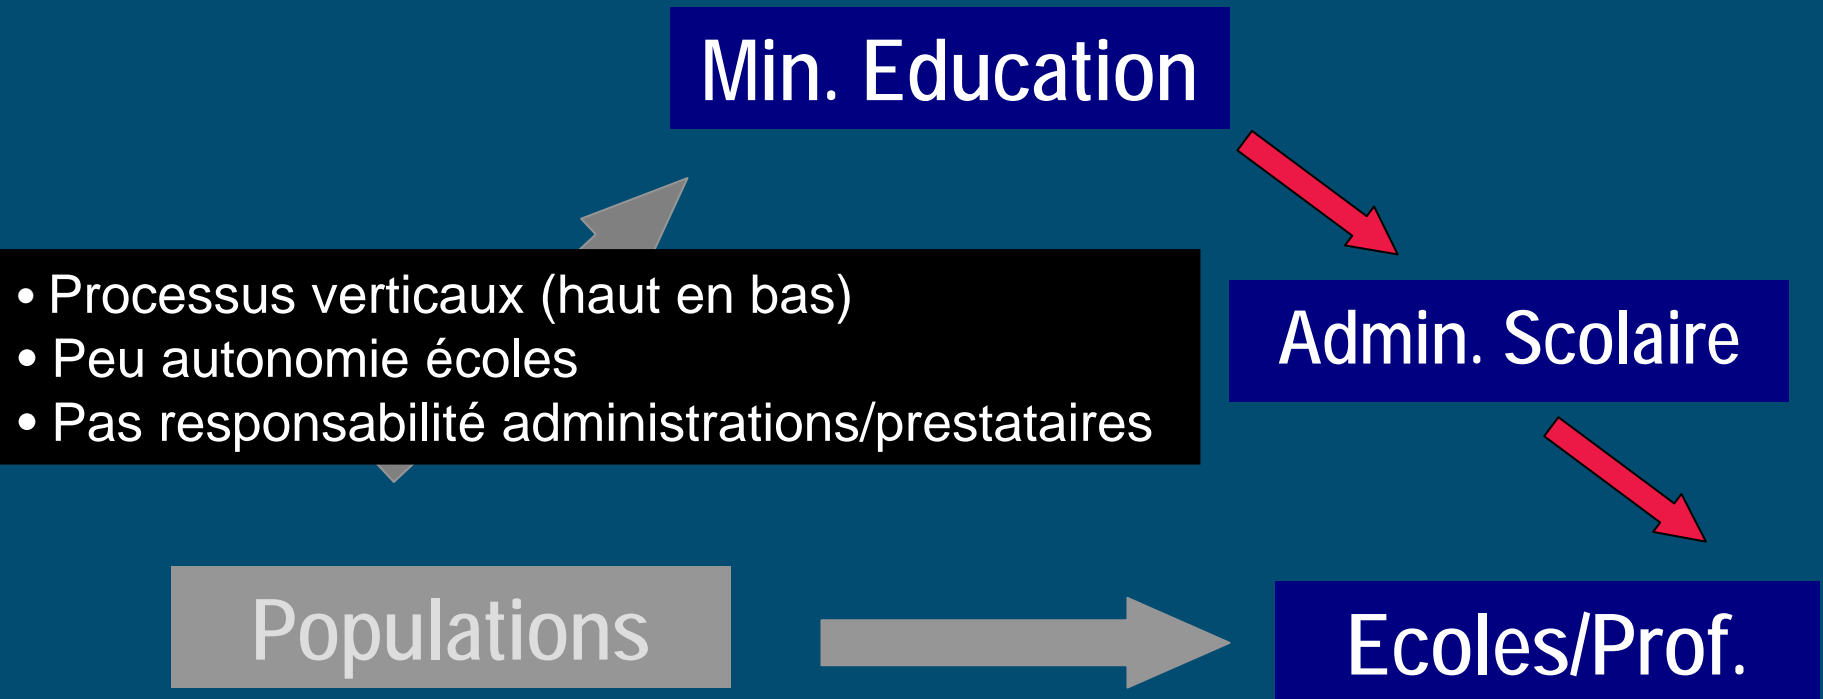 Min. Education
• Processus verticaux (haut en bas)
• Peu autonomie écoles
• Pas responsabilité administrations/prestataires
Admin. Scolaire
Populations
Ecoles/Prof.